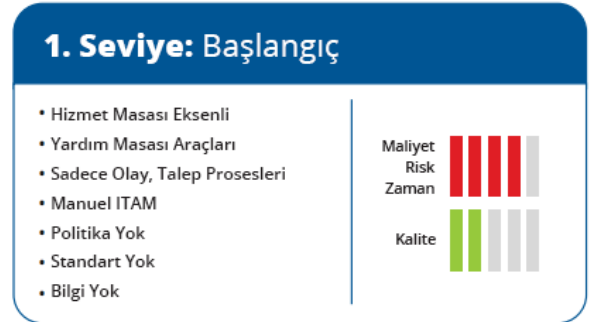 1. Seviye: Başlangıç
• Hizmet Masası Eksenli
• Yardım Masası Araçları
• Sadece Olay, Talep Prosesleri
• Manuel ITAM
• Politika Yok
• Standart Yok
• Bilgi Yok
Maliyet
Risk
Zaman
Kalite